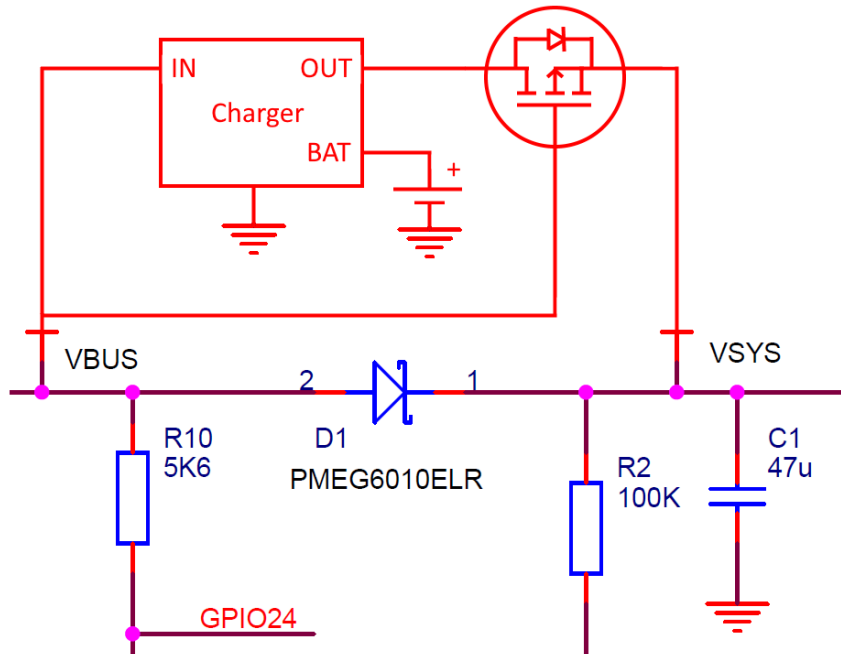 IN
OUT
Charger
BAT
+
VBUS
VSYS
2
1
R10
5K6
D1
PMEG6010ELR
R2
100K
C1
47u
GPIO24